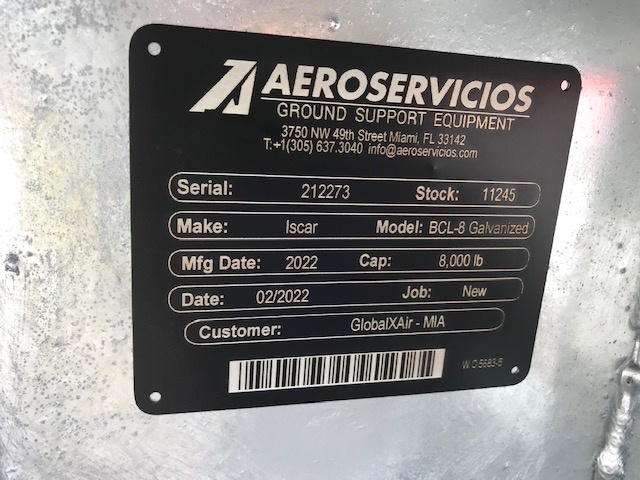 AEROSERVICIOS
GROUND SUPPORT EQUIPMENT
3750 NW 49th Street Miami, FL 33142
T:+1(305) 637.3040 info@aeroservicios.com
Serial: 212273 Stock: 11245
Make: Iscar Model: BCL-8 Galvanized
Mfg Date: 2022 Cap: 8,000 lb
Date: 02/2022 Job: New
Customer: GlobalXAir - MIA
W.O 5683-5